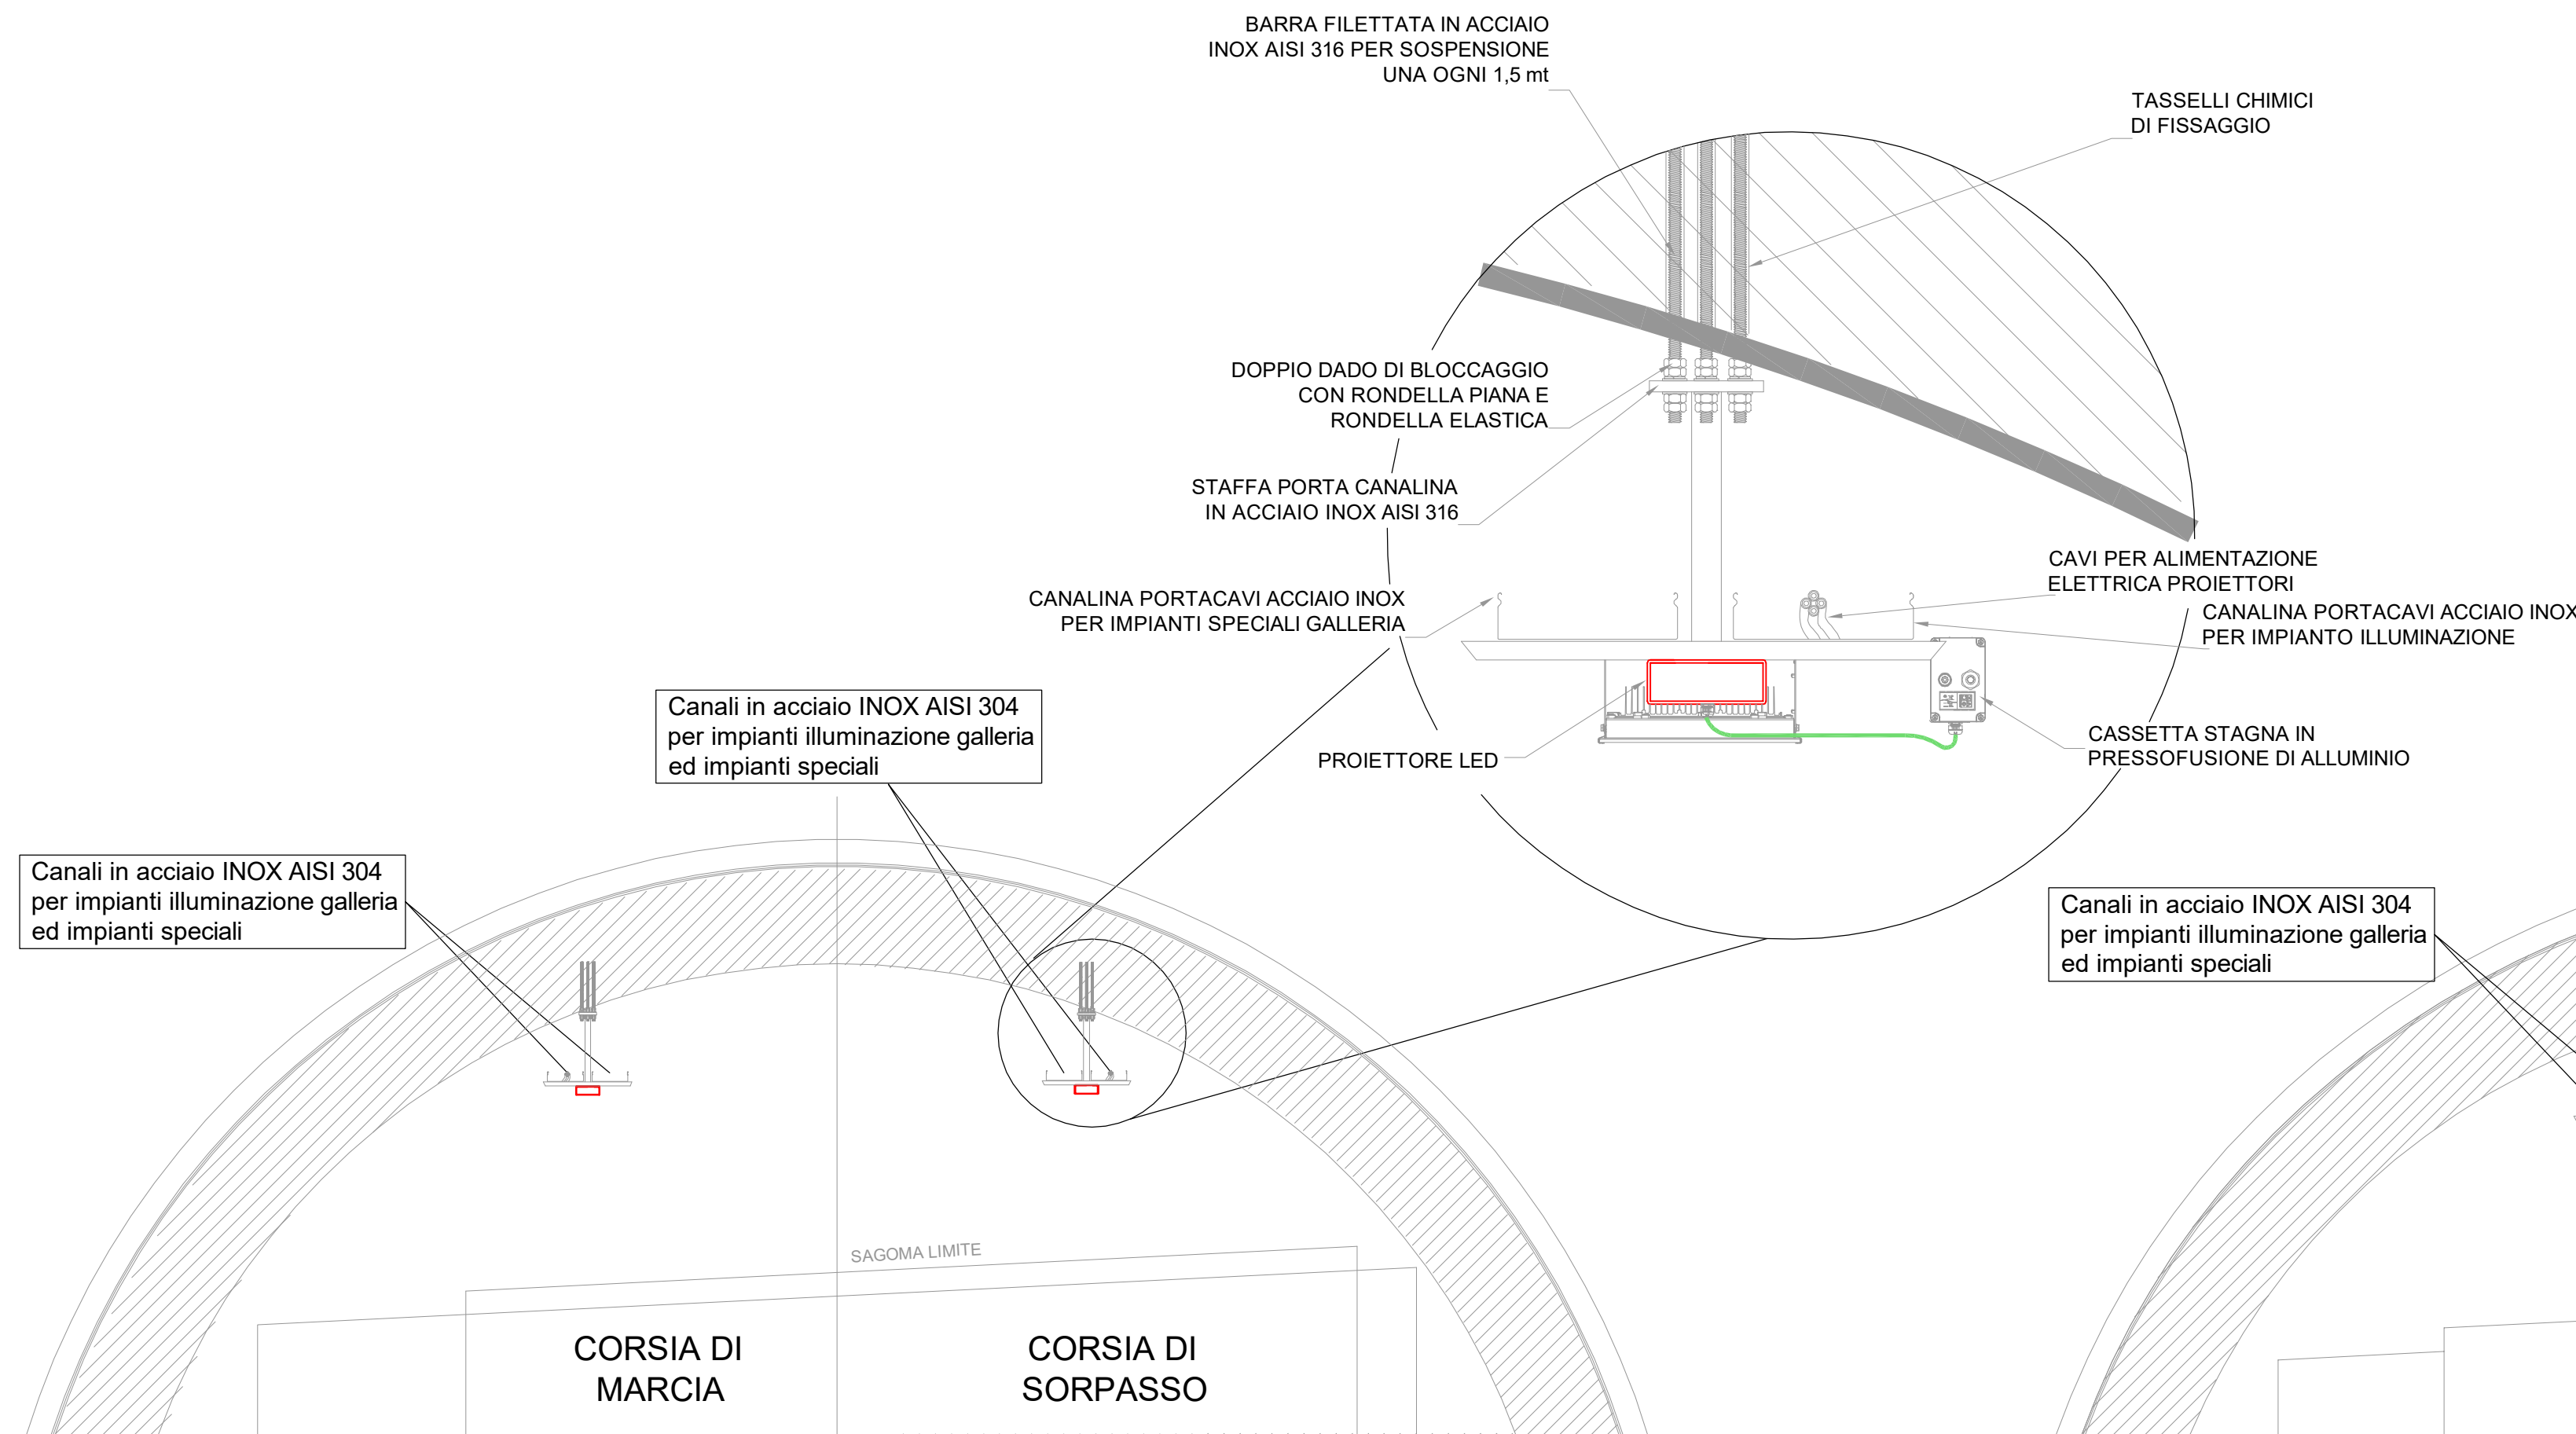 BARRA FILETTATA IN ACCIAIO
INOX AISI 316 PER SOSPENSIONE
UNA OGNI 1,5 mt
TASSELLI CHIMICI
DI FISSAGGIO
DOPPIO DADO DI BLOCCAGGIO
CON RONDELLA PIANA E
RONDELLA ELASTICA
STAFFA PORTA CANALINA
IN ACCIAIO INOX AISI 316
CAVI PER ALIMENTAZIONE
ELETTRICA PROIETTORI
CANALINA PORTACAVI ACCIAIO INOX
PER IMPIANTI SPECIALI GALLERIA
CANALINA PORTACAVI ACCIAIO INOX
PER IMPIANTO ILLUMINAZIONE
PROIETTORE LED
CASSETTA STAGNA IN
PRESSOFUSIONE DI ALLUMINIO
Canali in acciaio INOX AISI 304
per impianti illuminazione galleria
ed impianti speciali
Canali in acciaio INOX AISI 304
per impianti illuminazione galleria
ed impianti speciali
Canali in acciaio INOX AISI 304
per impianti illuminazione galleria
ed impianti speciali
SAGOMA LIMITE
CORSIA DI
MARCIA
CORSIA DI
SORPASSO